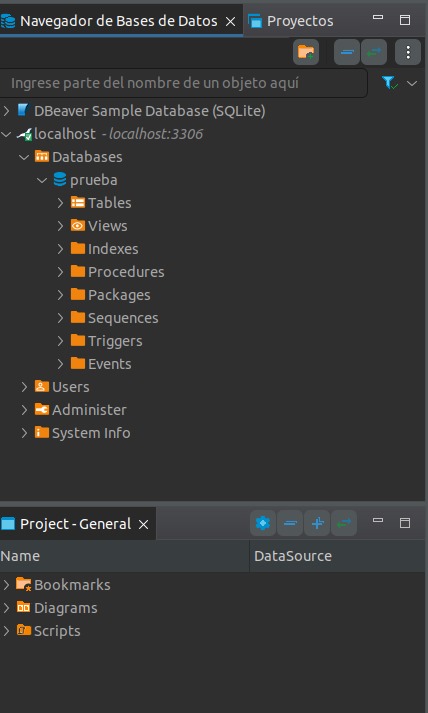 Navegador de Bases de Datos Proyectos
Ingrese parte del nombre de un objeto aquí
DBeaver Sample Database (SQLite)
localhost - localhost:3306
Databases
prueba
Tables
Views
Indexes
Procedures
Packages
Sequences
Triggers
Events
Users
Administer
System Info
Project - General
Name DataSource
Bookmarks
Diagrams
Scripts